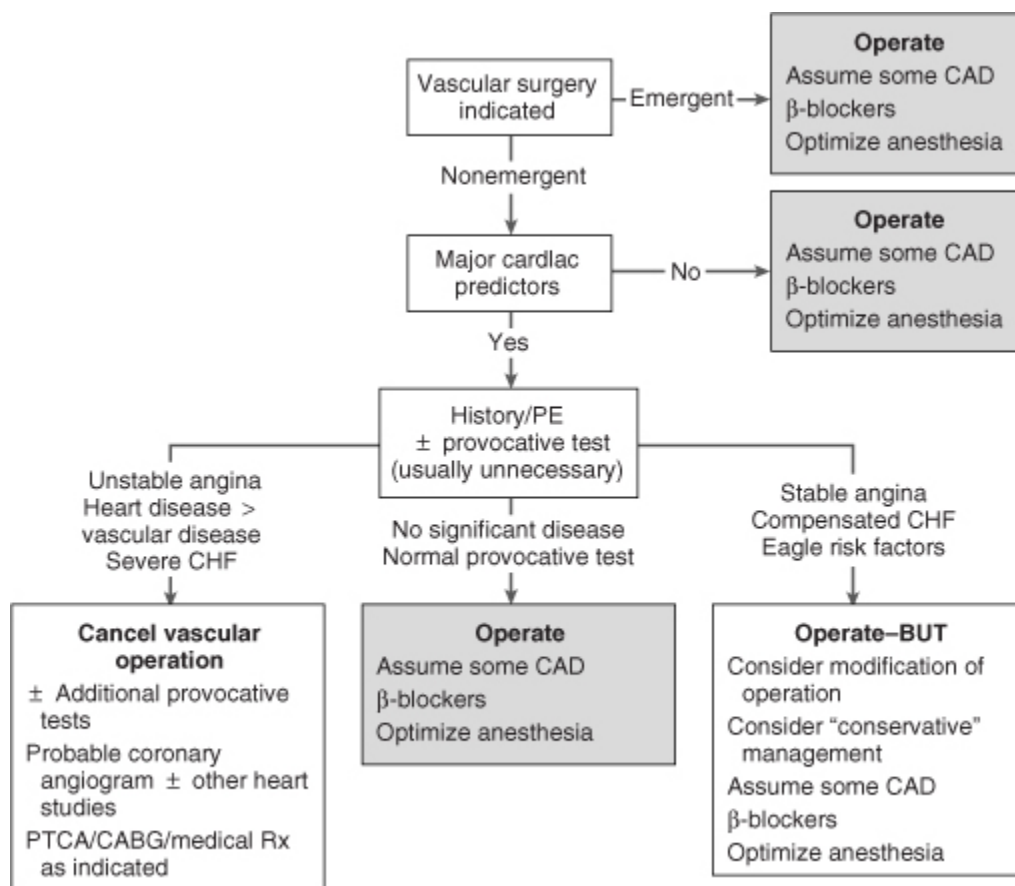 Vascular surgery
indicated
Emergent
Operate
Assume some CAD
β-blockers
Optimize anesthesia
Nonemergent
Major cardlac
predictors
No
Operate
Assume some CAD
β-blockers
Optimize anesthesia
Yes
History/PE
± provocative test
(usually unnecessary)
Unstable angina
Heart disease >
vascular disease
Severe CHF
No significant disease
Normal provocative test
Stable angina
Compensated CHF
Eagle risk factors
Cancel vascular
operation
± Additional provocative
tests
Probable coronary
angiogram ± other heart
studies
PTCA/CABG/medical Rx
as indicated
Operate
Assume some CAD
β-blockers
Optimize anesthesia
Operate–BUT
Consider modification of
operation
Consider “conservative”
management
Assume some CAD
β-blockers
Optimize anesthesia